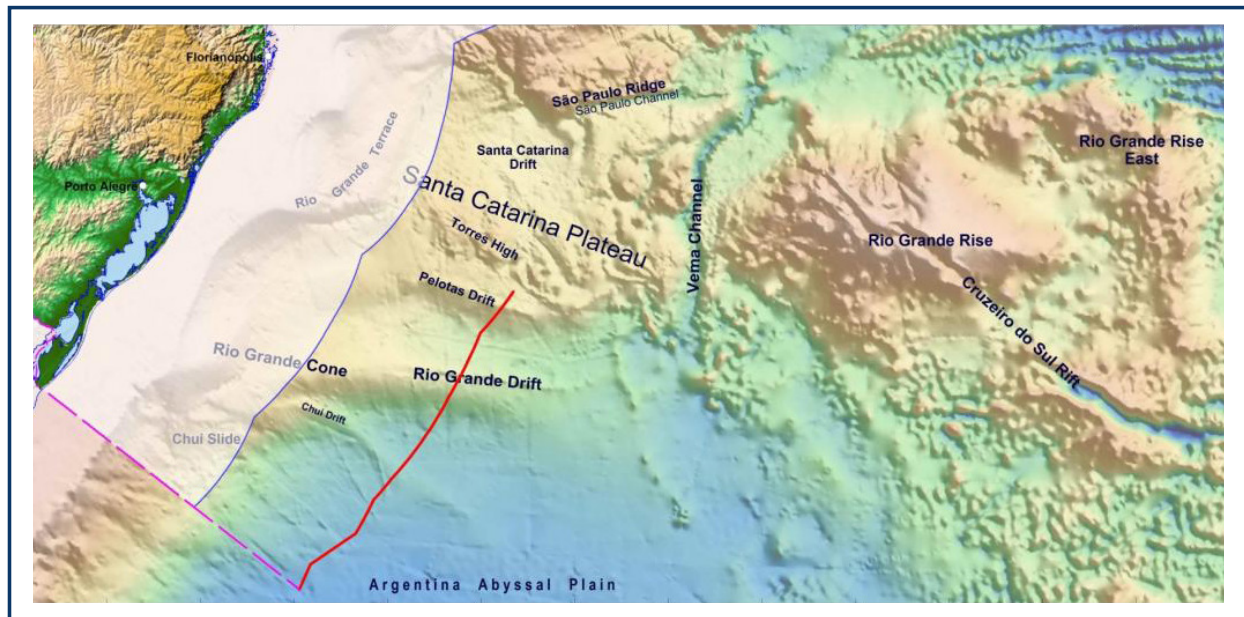 Florianópolis
São Paulo Ridge
São Paulo Channel
Rio Grande Terrace
Santa Catarina
Drift
Rio Grande Rise
East
Porto Alegre
Santa Catarina Plateau
Torres High
Vema Channel
Rio Grande Rise
Pelotas Drift
Cruzeiro do Sul Rift
Rio Grande Cone
Rio Grande Drift
Chui Drift
Chui Slide
Argentina Abyssal Plain